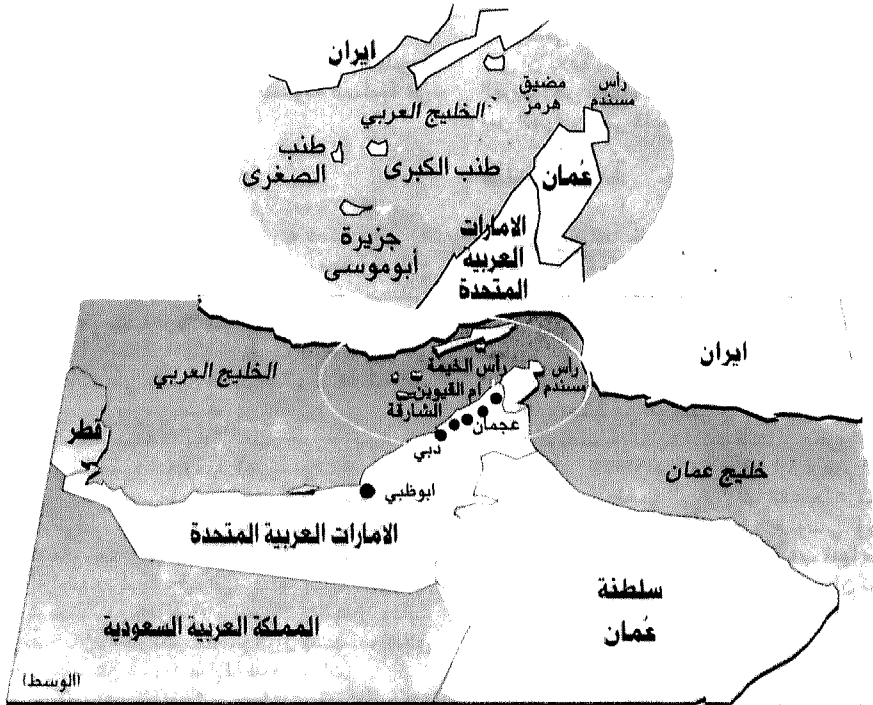 ايران
مضيق
هرمز
رأس
مسندم
الخليج العربي
طنب
الصغرى
طنب الكبرى
عُمان
جزيرة
أبوموسى
الامارات
العربية
المتحدة
ايران
الخليج العربي
رأس الخيمة
رأس
مسندم
ام القيوين
الشارقة
عجمان
قطر
دبي
خليج عمان
ابوظبي
الامارات العربية المتحدة
سلطنة
عُمان
المملكة العربية السعودية
(الوسط)